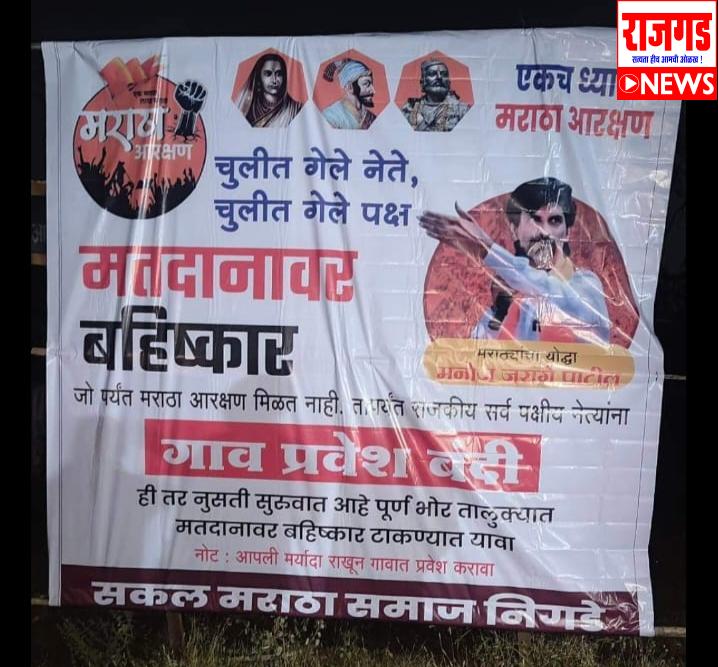 राजगड
सत्यता हीच आमची ओळख !
NEWS
एकच
मराठा आरक्षण
मराठा
आरक्षण
चुलीत गेले नेते,
चुलीत गेले पक्ष
मतदानावर
बहिष्कार
मराठ्यांचा योद्धा
मनोज जरांगे पाटील
जो पर्यंत मराठा आरक्षण मिळत नाही. तोपर्यंत राजकीय सर्व पक्षीय नेत्यांना
गाव प्रवेश बंदी
ही तर नुसती सुरुवात आहे पूर्ण भोर तालुक्यात
मतदानावर बहिष्कार टाकण्यात यावा
नोट : आपली मर्यादा राखून गावात प्रवेश करावा
सकल मराठा समाज निगडे